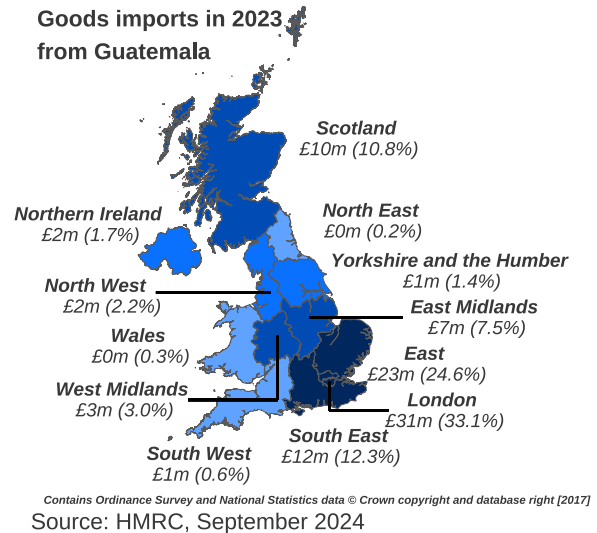 Goods imports in 2023
from Guatemala
Scotland
£10m (10.8%)
Northern Ireland
£2m (1.7%)
North East
£0m (0.2%)
Yorkshire and the Humber
£1m (1.4%)
North West
£2m (2.2%)
East Midlands
£7m (7.5%)
Wales
£0m (0.3%)
East
£23m (24.6%)
West Midlands
£3m (3.0%)
London
£31m (33.1%)
South West
£1m (0.6%)
South East
£12m (12.3%)
Contains Ordinance Survey and National Statistics data © Crown copyright and database right [2017]
Source: HMRC, September 2024